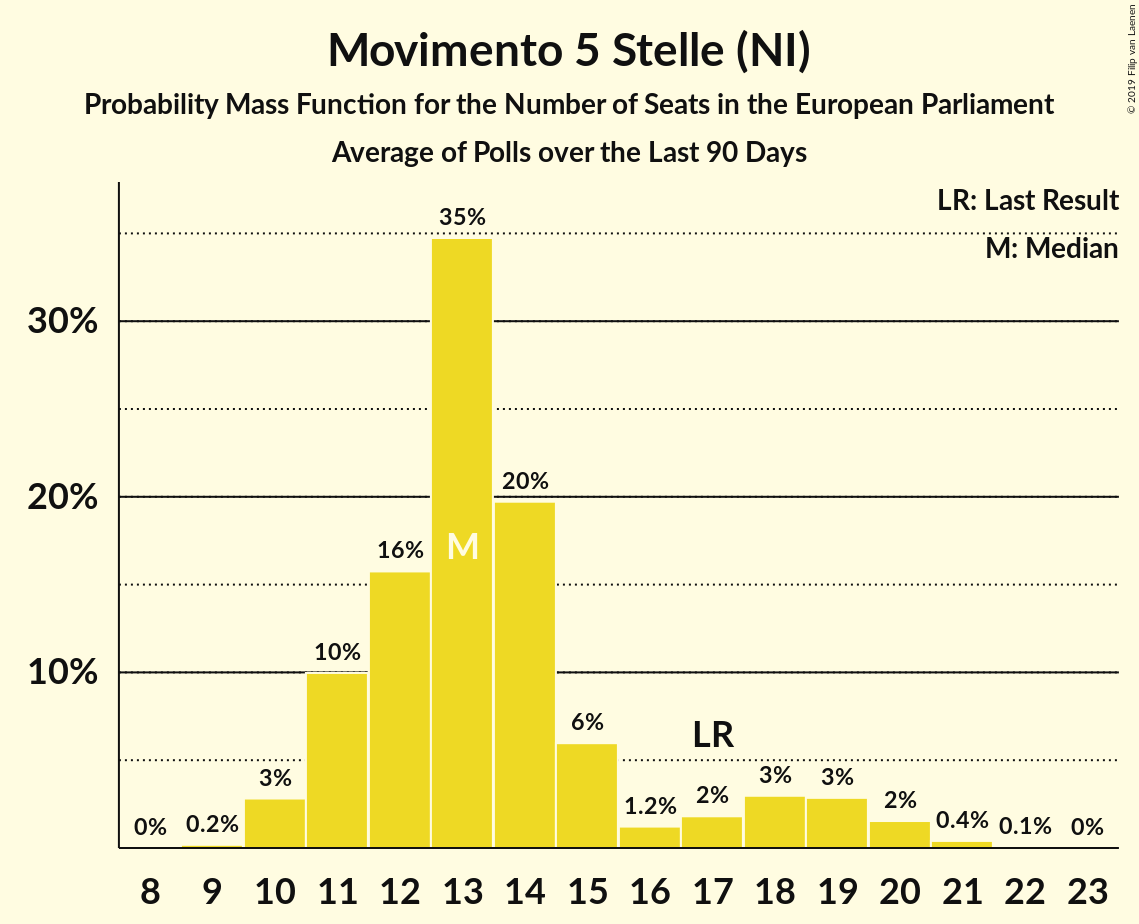 Movimento 5 Stelle (NI)
Probability Mass Function for the Number of Seats in the European Parliament
Average of Polls over the Last 90 Days
© 2019 Filip van Laenen
LR: Last Result
M: Median
35%
30%
20%
20%
16%
M
10%
10%
6%
LR
3%
3%
3%
2%
2%
1.2%
0.4%
0.2%
0.1%
0%
0%
8 9 10 11 12 13 14 15 16 17 18 19 20 21 22 23